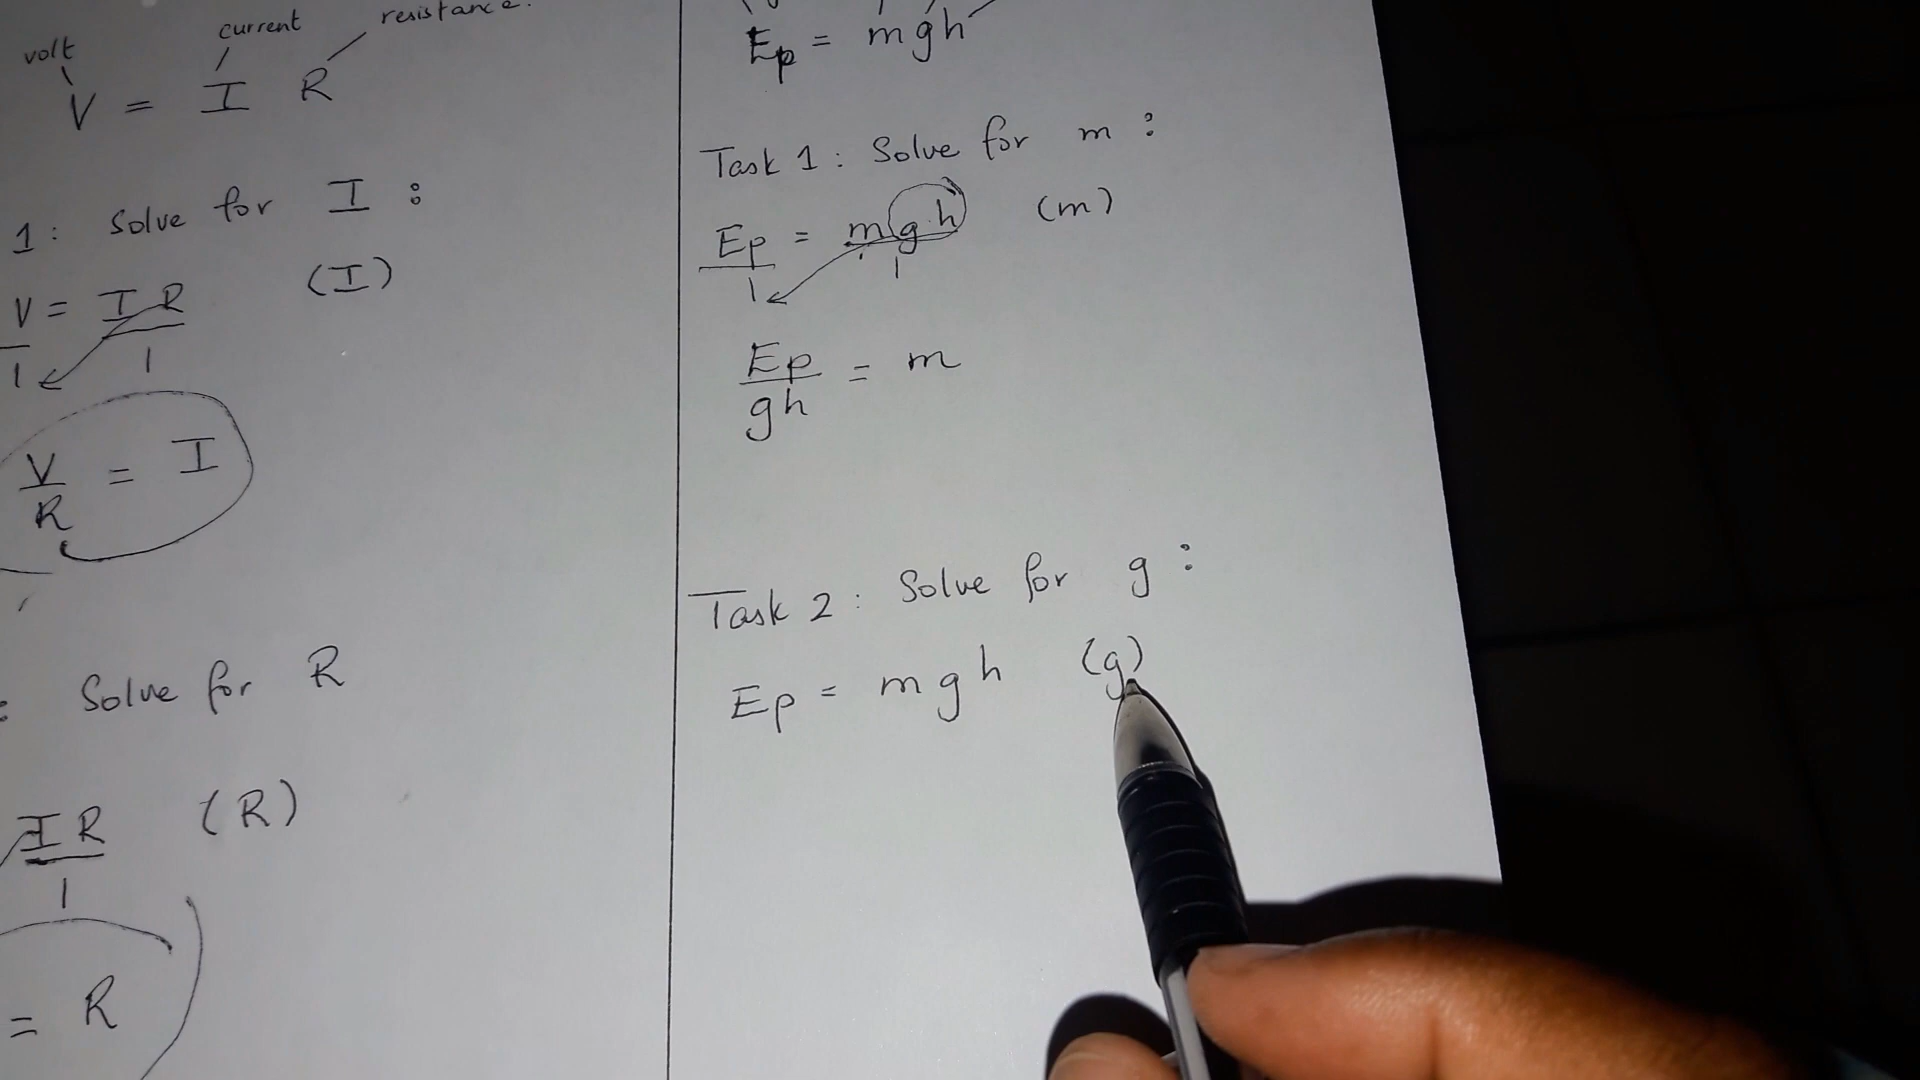 volt current resistance.
V = I R
1: Solve for I :
V = I R (I)
1 1
V
R = I
: Solve for R
I R (R)
1
= R
Ep = mgh
Task 1: Solve for m :
Ep = mgh (m)
1 1
Ep
gh = m
Task 2: Solve for g :
Ep = mgh (g)